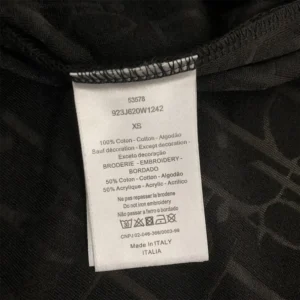 93578
923J820W1242
XS
100% Coton - Cotton - Algodão
Sauf décoration - Except decoration
Exceto decoração
BRODERIE - EMBROIDERY -
BORDADO
50% Coton - Cotton - Algodão
50% Acrylique - Acrylic - Acrílico
Ne pas repasser la broderie
Do not iron embroidery
Não passar a ferro o bordado
Made in ITALY
ITALIA